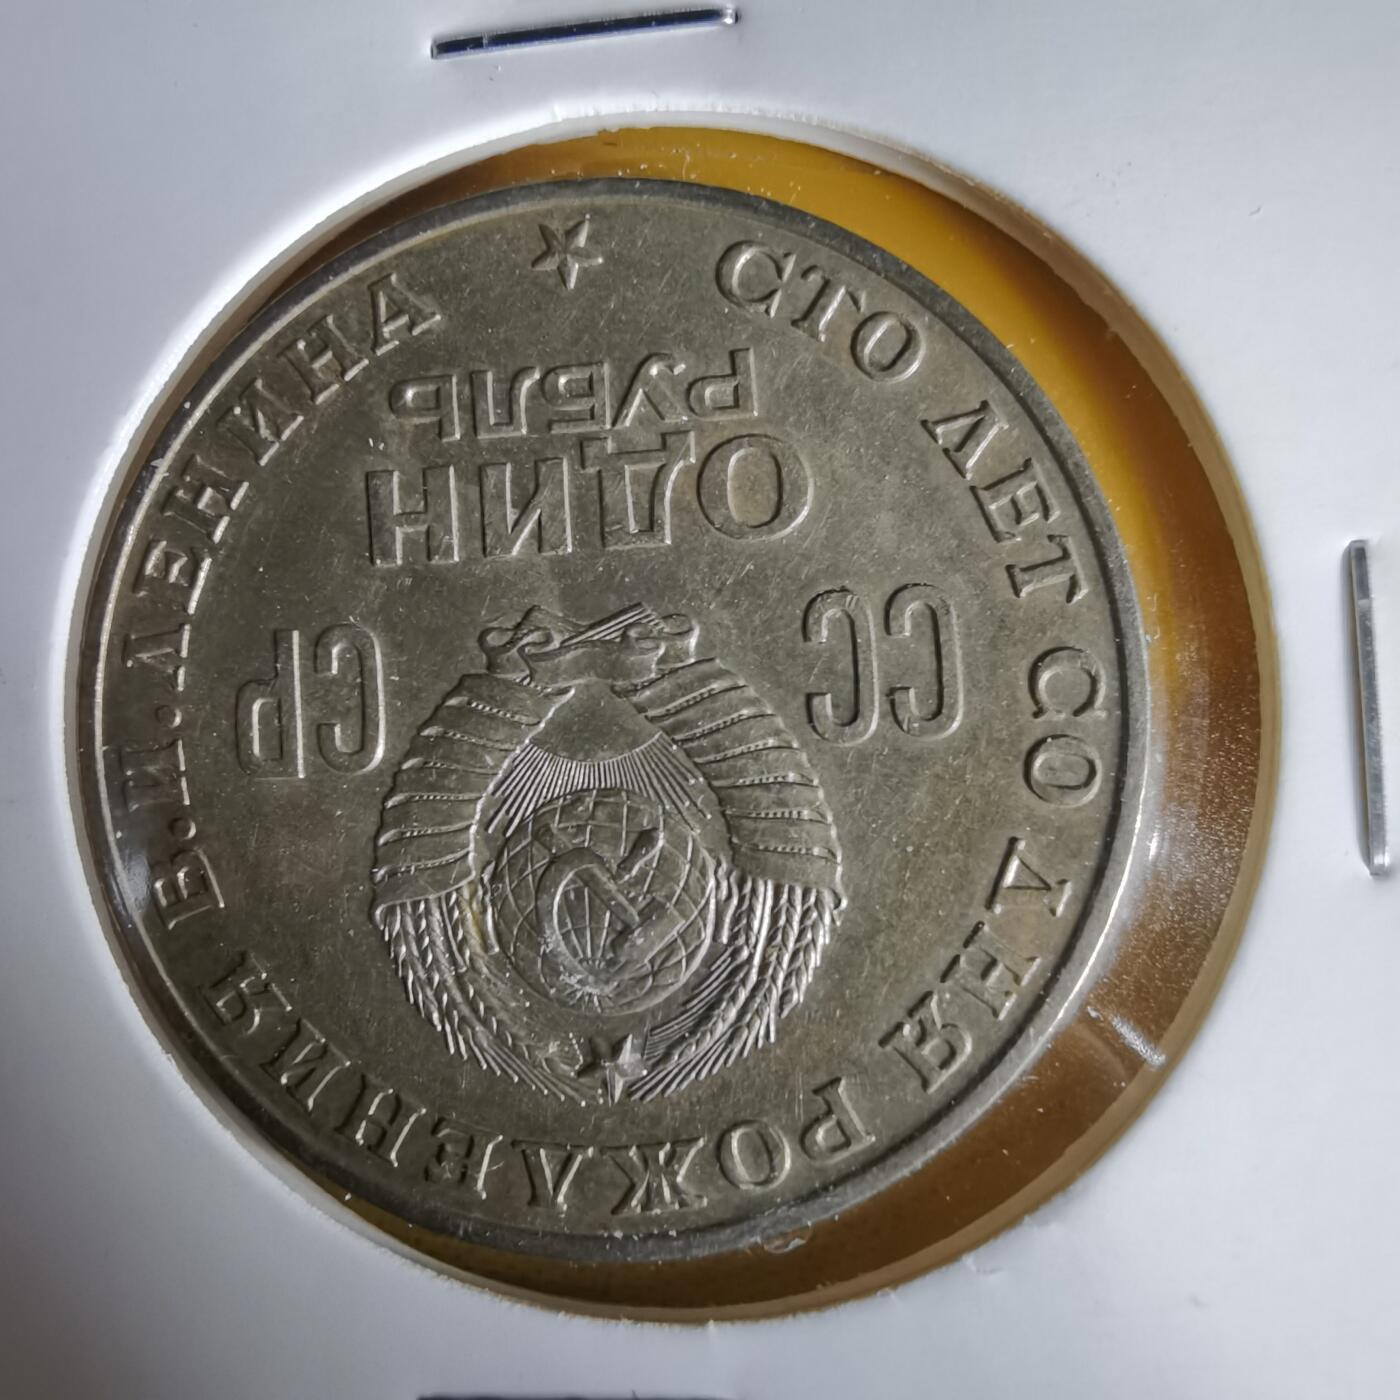 СССР
ОДИН
РУБЛЬ
СТО ЛЕТ СО ДНЯ РОЖДЕНИЯ В.И.ЛЕНИНА